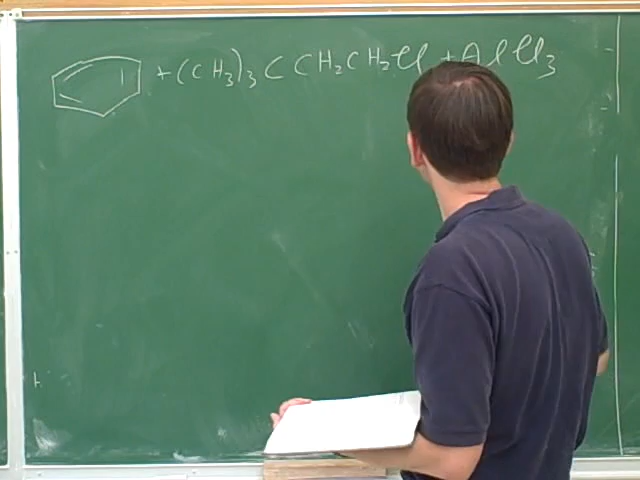 + (CH₃)₃CCH₂CH₂Cl + AlCl₃